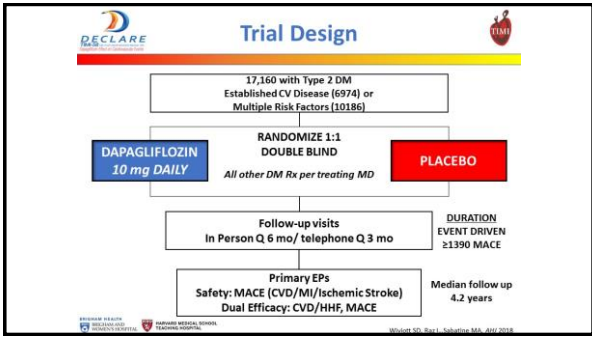 DECLARE
Trial Design
TIMI
17,160 with Type 2 DM
Established CV Disease (6974) or
Multiple Risk Factors (10186)
RANDOMIZE 1:1
DOUBLE BLIND
All other DM Rx per treating MD
DAPAGLIFLOZIN
10 mg DAILY
PLACEBO
Follow-up visits
In Person Q 6 mo/ telephone Q 3 mo
DURATION
EVENT DRIVEN
≥1390 MACE
Primary EPs
Safety: MACE (CVD/MI/Ischemic Stroke)
Dual Efficacy: CVD/HHF, MACE
Median follow up
4.2 years
BRIGHAM HEALTH
BRIGHAM AND
WOMEN'S HOSPITAL
HARVARD MEDICAL SCHOOL
TEACHING HOSPITAL
Wiviott SD, Raz I, Sabatine MA, AHJ 2018